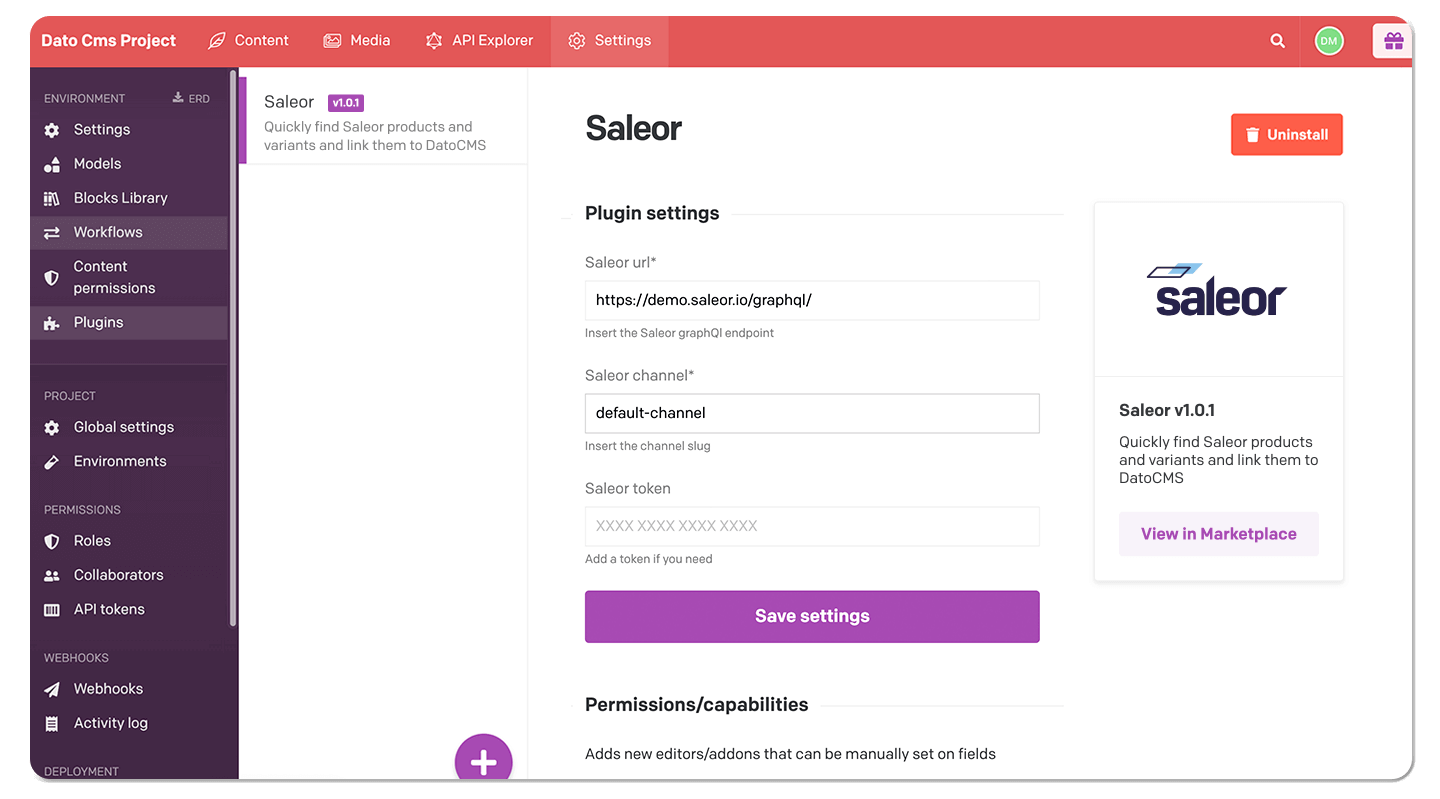 Dato Cms Project
Content
Media
API Explorer
Settings
DM
ENVIRONMENT
ERD
Settings
Models
Blocks Library
Workflows
Content
permissions
Plugins
PROJECT
Global settings
Environments
PERMISSIONS
Roles
Collaborators
API tokens
WEBHOOKS
Webhooks
Activity log
DEPLOYMENT
Saleor v1.0.1
Quickly find Saleor products and
variants and link them to DatoCMS
Saleor
Uninstall
Plugin settings
Saleor url*
https://demo.saleor.io/graphql/
Insert the Saleor graphQl endpoint
Saleor channel*
default-channel
Insert the channel slug
Saleor token
XXXX XXXX XXXX XXXX
Add a token if you need
Save settings
Permissions/capabilities
Adds new editors/addons that can be manually set on fields
saleor
Saleor v1.0.1
Quickly find Saleor products
and variants and link them to
DatoCMS
View in Marketplace